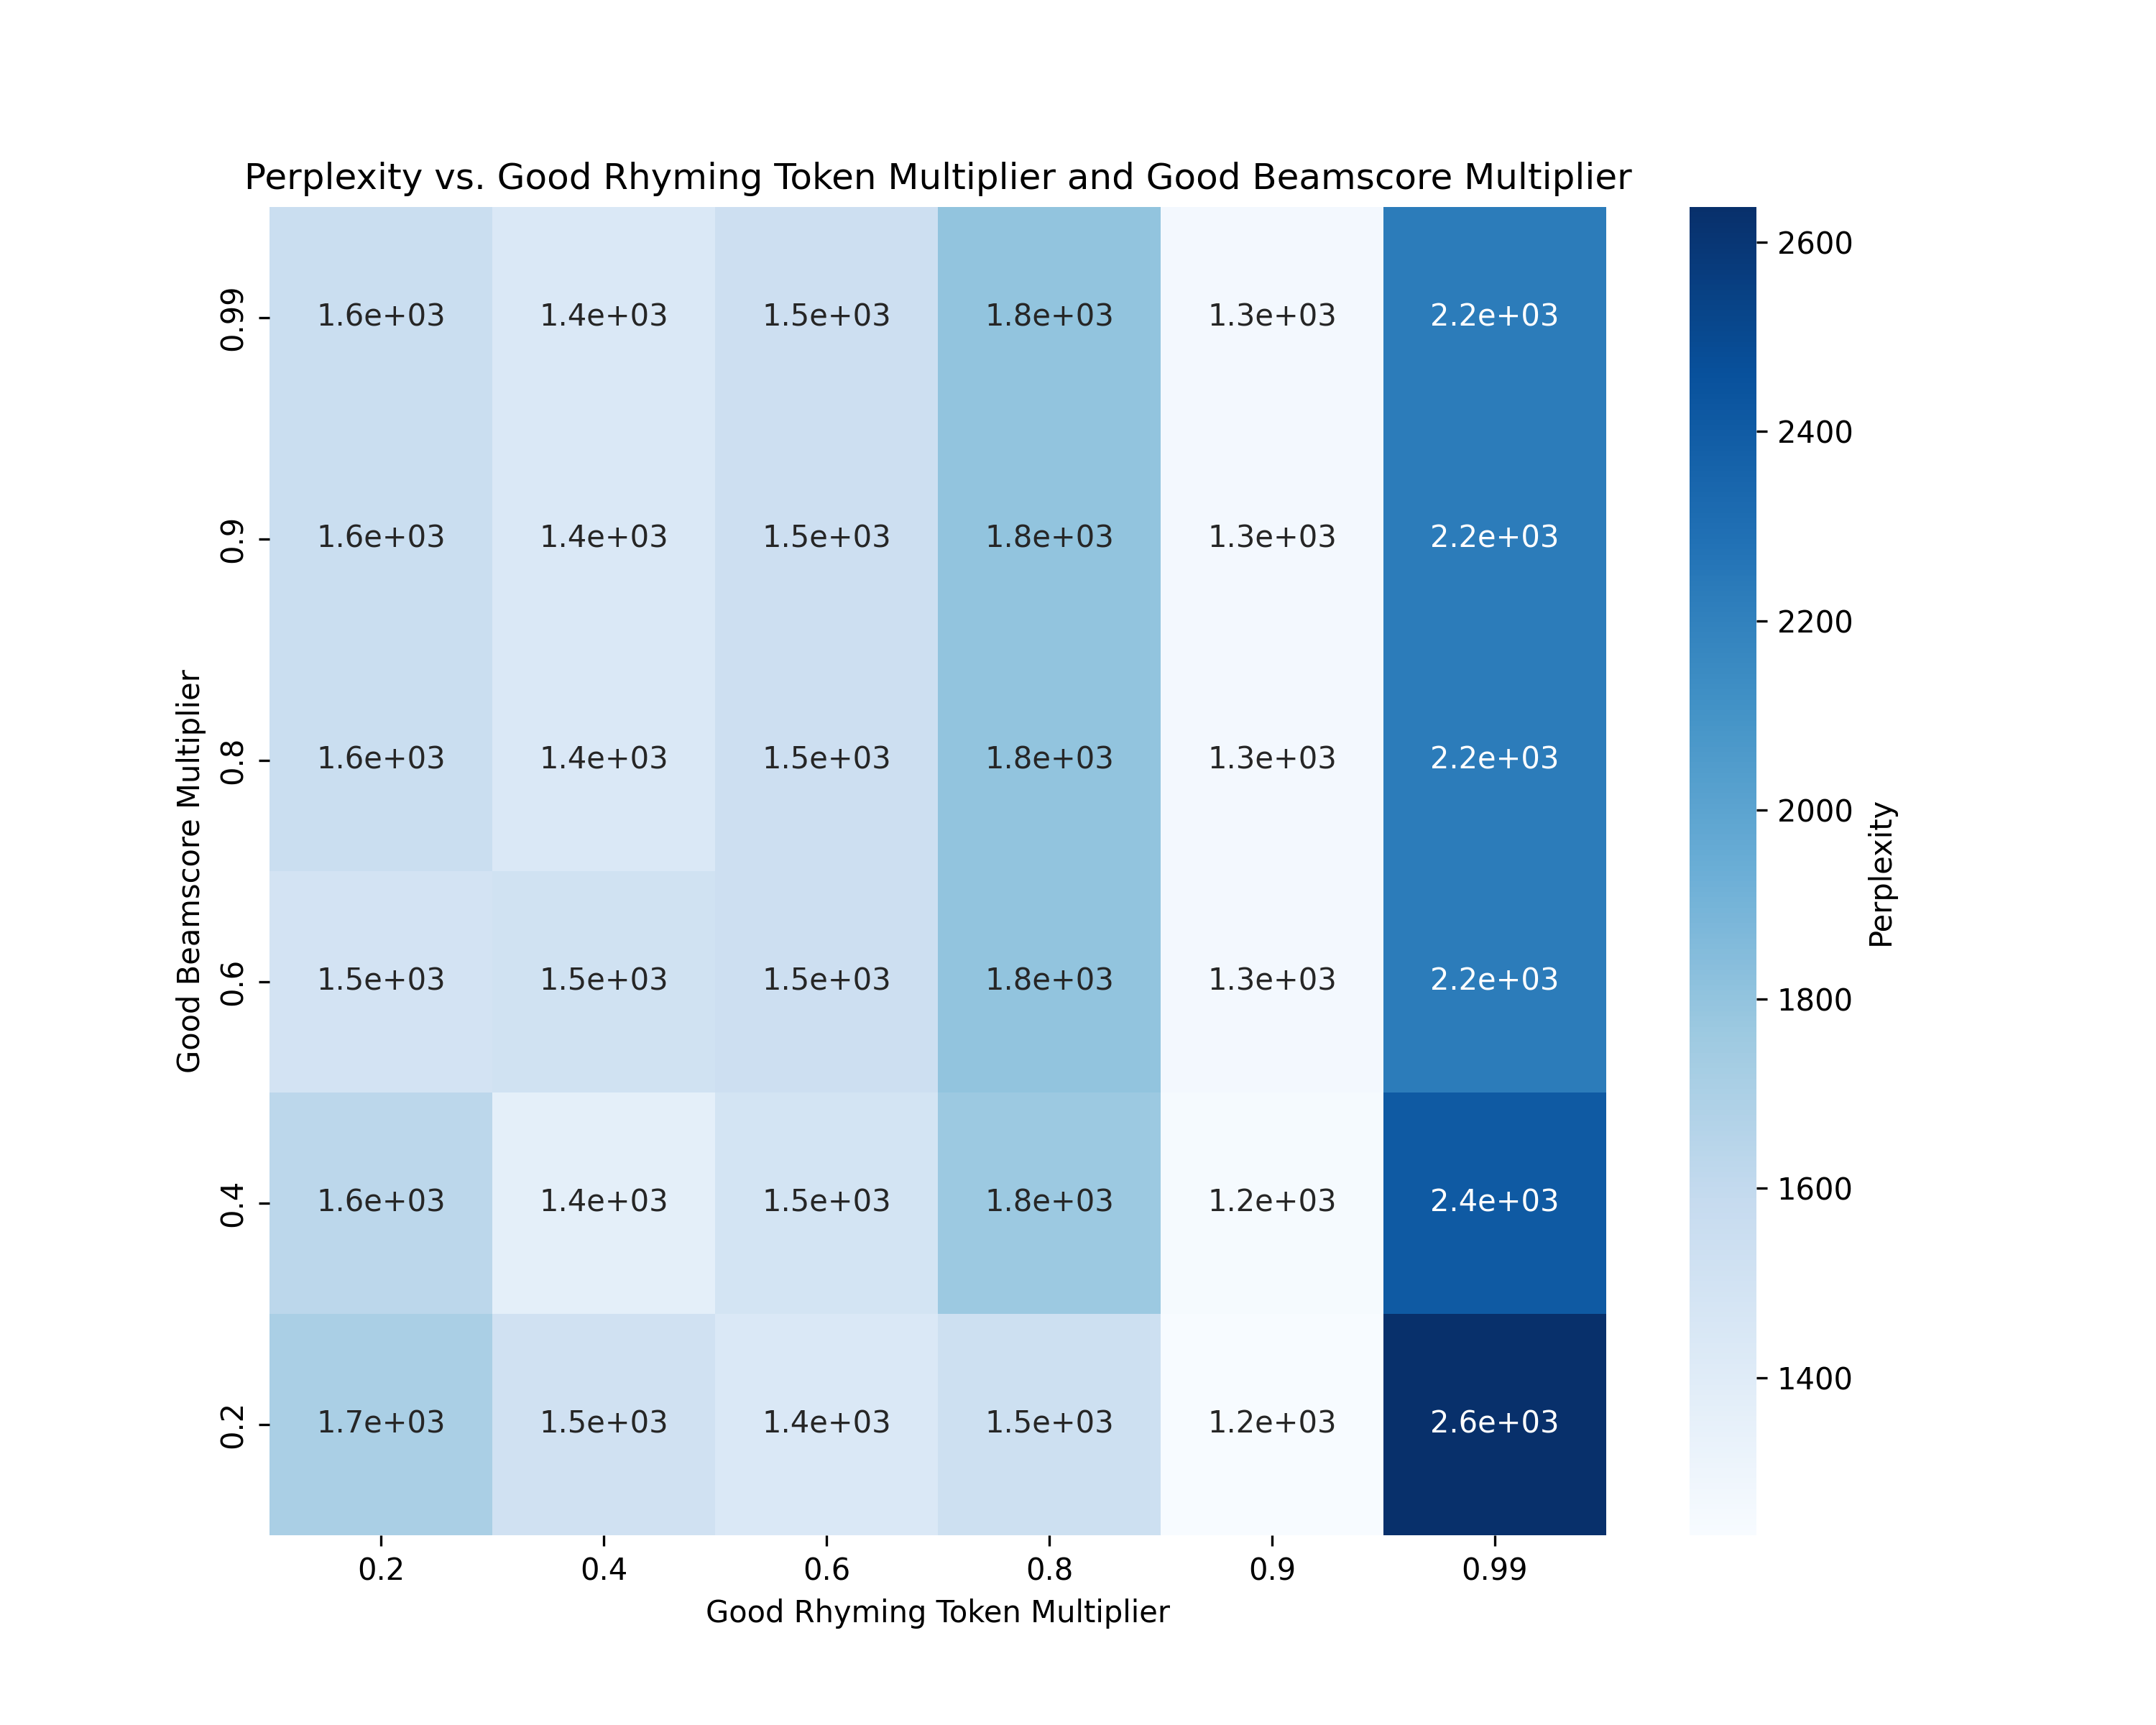 Perplexity vs. Good Rhyming Token Multiplier and Good Beamscore Multiplier
0.99 1.6e+03 1.4e+03 1.5e+03 1.8e+03 1.3e+03 2.2e+03
0.9 1.6e+03 1.4e+03 1.5e+03 1.8e+03 1.3e+03 2.2e+03
0.8 1.6e+03 1.4e+03 1.5e+03 1.8e+03 1.3e+03 2.2e+03
0.6 1.5e+03 1.5e+03 1.5e+03 1.8e+03 1.3e+03 2.2e+03
0.4 1.6e+03 1.4e+03 1.5e+03 1.8e+03 1.2e+03 2.4e+03
0.2 1.7e+03 1.5e+03 1.4e+03 1.5e+03 1.2e+03 2.6e+03
Good Beamscore Multiplier
0.2 0.4 0.6 0.8 0.9 0.99
Good Rhyming Token Multiplier
2600
2400
2200
2000
1800
1600
1400
Perplexity